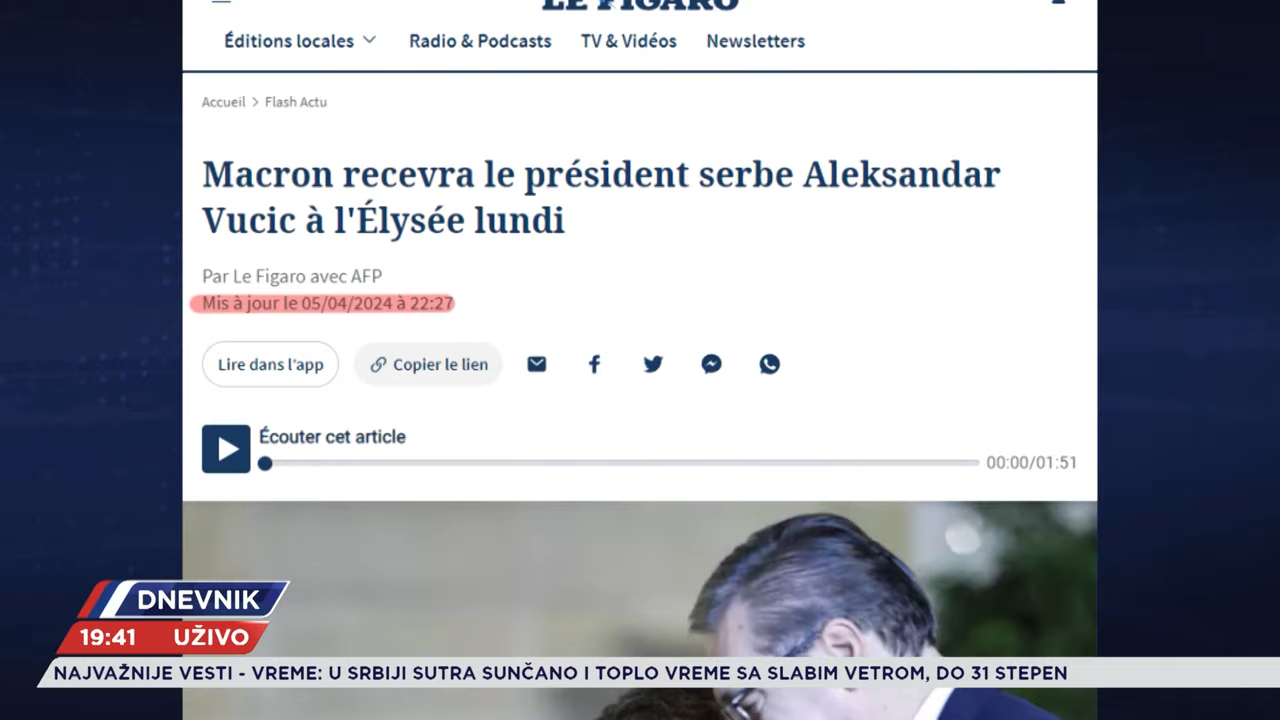 LE FIGARO
Éditions locales Radio & Podcasts TV & Vidéos Newsletters
Accueil > Flash Actu
Macron recevra le président serbe Aleksandar
Vucic à l'Élysée lundi
Par Le Figaro avec AFP
Mis à jour le 05/04/2024 à 22:27
Lire dans l'app Copier le lien
Écouter cet article
00:00/01:51
DNEVNIK
19:41 UŽIVO
NAJVAŽNIJE VESTI - VREME: U SRBIJI SUTRA SUNČANO I TOPLO VREME SA SLABIM VETROM, DO 31 STEPEN